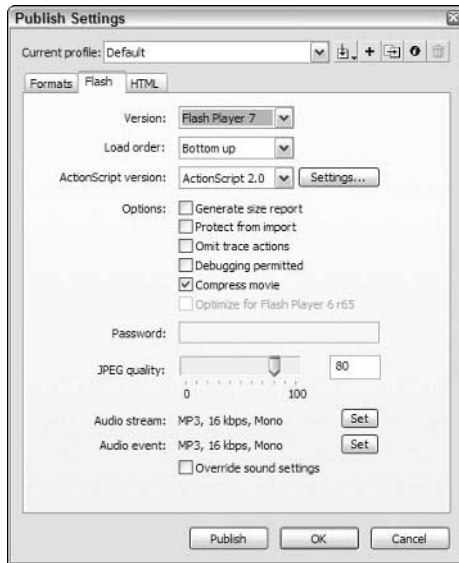 Publish Settings
Current profile: Default
Formats Flash HTML
Version: Flash Player 7
Load order: Bottom up
ActionScript version: ActionScript 2.0 Settings...
Options: Generate size report
Protect from import
Omit trace actions
Debugging permitted
Compress movie
Optimize for Flash Player 6 r65
Password:
JPEG quality: 80
0 100
Audio stream: MP3, 16 kbps, Mono Set
Audio event: MP3, 16 kbps, Mono Set
Override sound settings
Publish OK Cancel